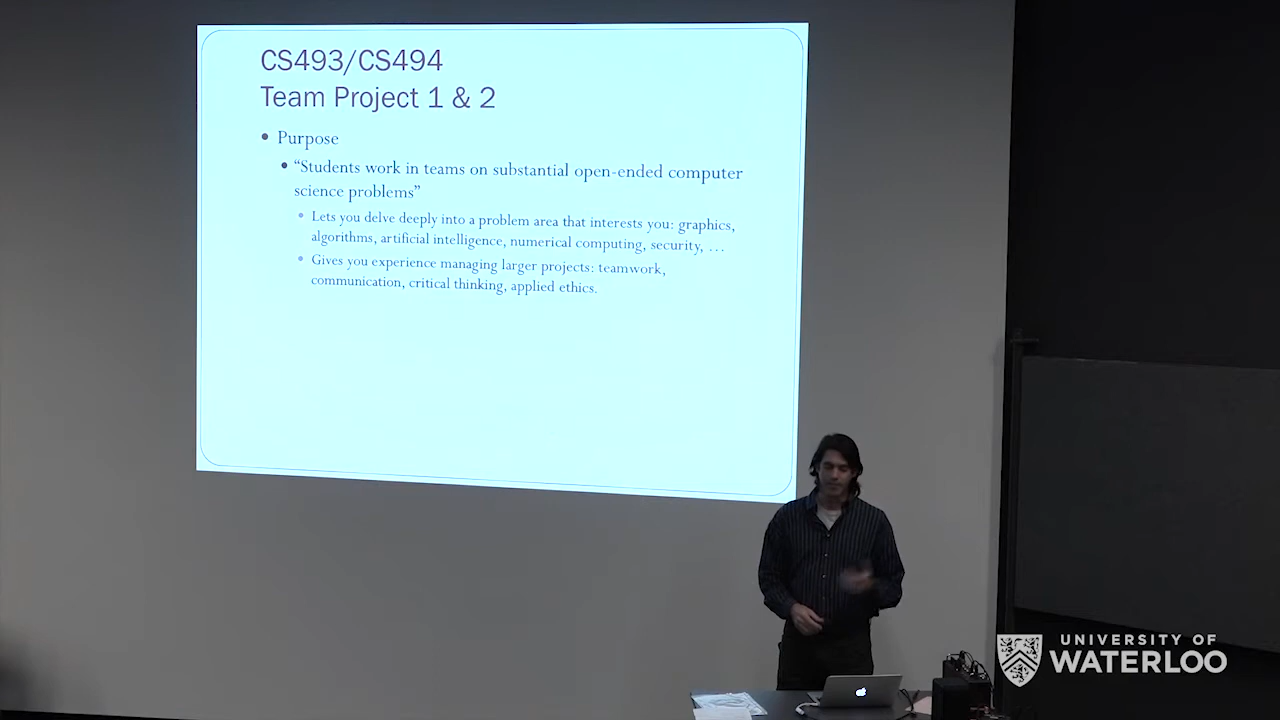 CS493/CS494
Team Project 1 & 2
• Purpose
• “Students work in teams on substantial open-ended computer
science problems”
• Lets you delve deeply into a problem area that interests you: graphics,
algorithms, artificial intelligence, numerical computing, security, …
• Gives you experience managing larger projects: teamwork,
communication, critical thinking, applied ethics.
UNIVERSITY OF
WATERLOO